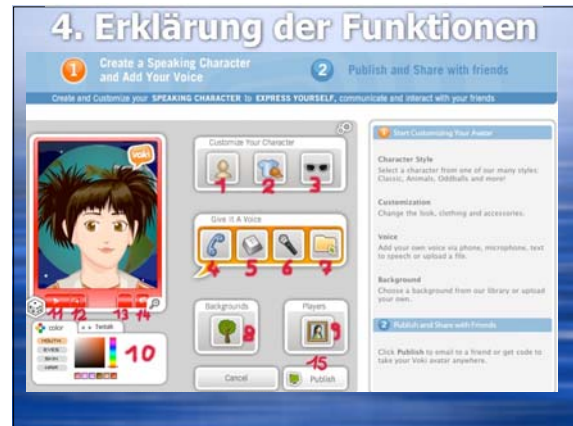 4. Erklärung der Funktionen
1 Create a Speaking Character
and Add Your Voice
2 Publish and Share with friends
Create and Customize your SPEAKING CHARACTER to EXPRESS YOURSELF, communicate and interact with your friends
voki
Customize Your Character
1 2 3
Give It A Voice
4 5 6 7
Backgrounds
8
Players
9
11 12 13 14
color
MOUTH
EYES
SKIN
HAIR
10
15
Cancel
Publish
1 Start Customizing Your Avatar
Character Style
Select a character from one of our many styles:
Classic, Animals, Oddballs and more!
Customization
Change the look, clothing and accessories.
Voice
Add your own voice via phone, microphone, text
to speech or upload a file.
Background
Choose a background from our library or upload
your own.
2 Publish and Share with Friends
Click Publish to email to a friend or get code to
take your Voki avatar anywhere.